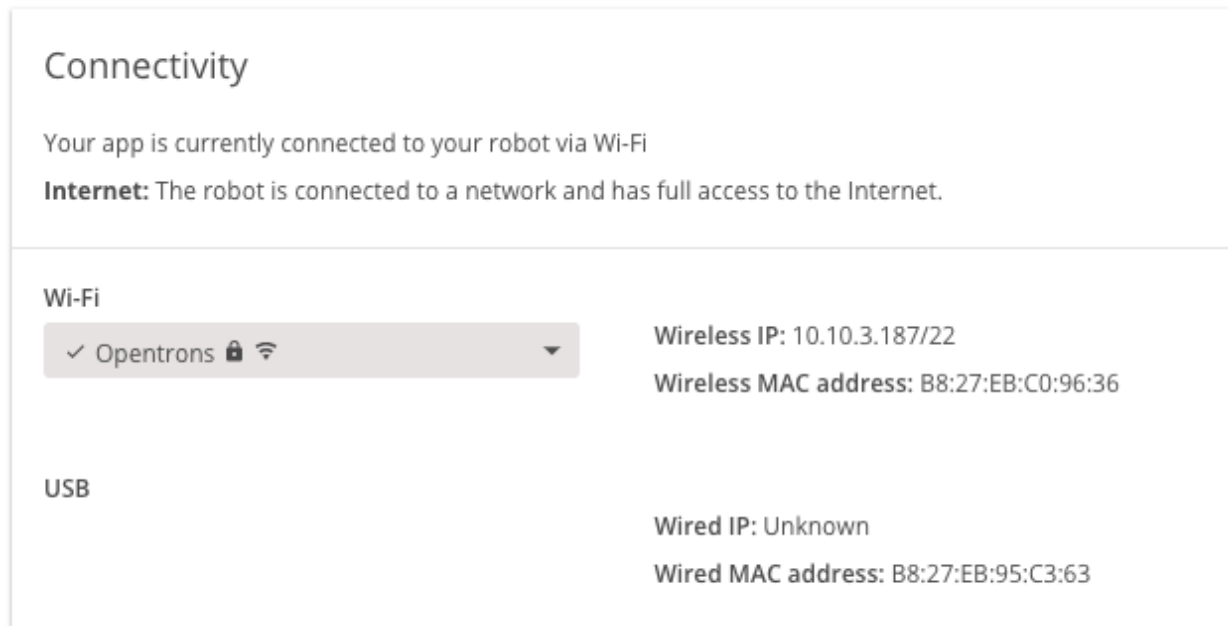 Connectivity
Your app is currently connected to your robot via Wi-Fi
Internet: The robot is connected to a network and has full access to the Internet.
Wi-Fi
Opentrons
Wireless IP: 10.10.3.187/22
Wireless MAC address: B8:27:EB:C0:96:36
USB
Wired IP: Unknown
Wired MAC address: B8:27:EB:95:C3:63